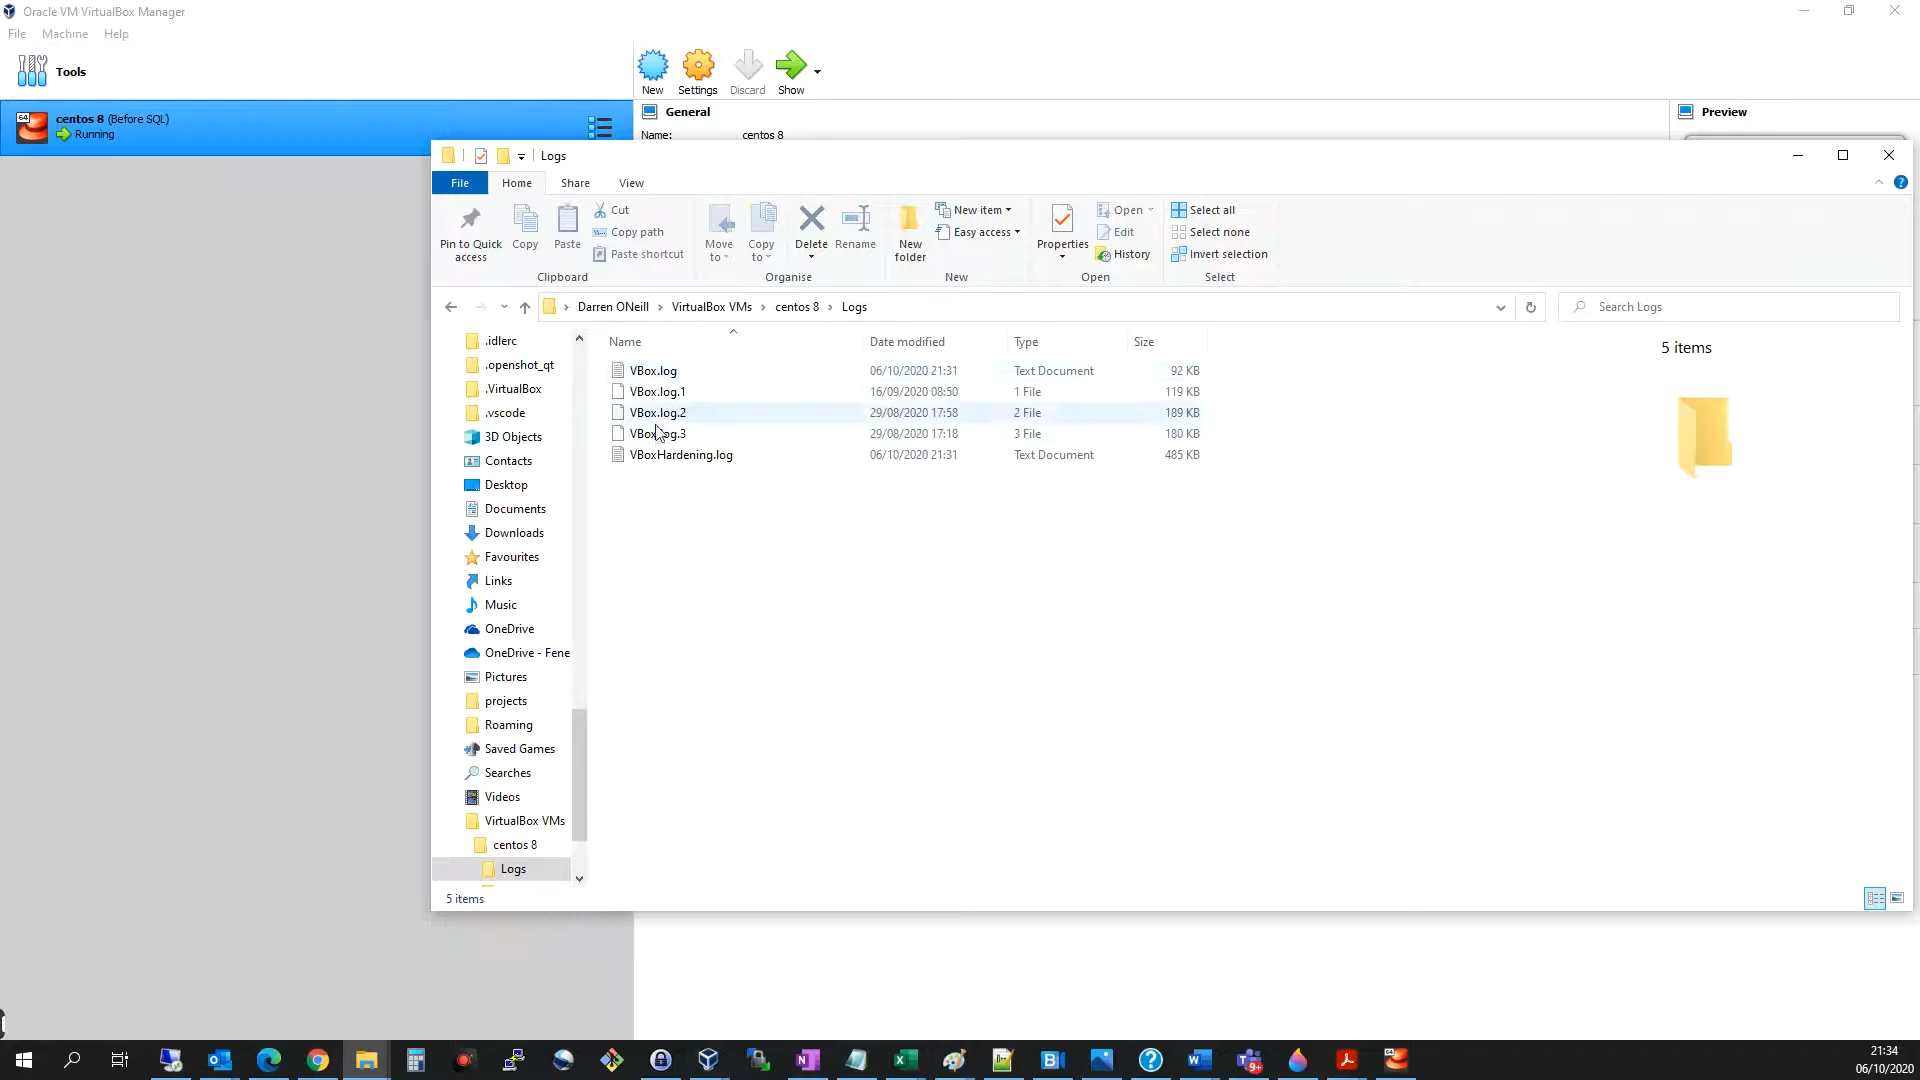 Oracle VM VirtualBox Manager
File Machine Help
Tools
New Settings Discard Show
64 centos 8 (Before SQL)
Running
General
Name: centos 8
Preview
Logs
File Home Share View
Pin to Quick access
Copy
Paste
Cut
Copy path
Paste shortcut
Clipboard
Move to
Copy to
Delete
Rename
Organise
New folder
New item
Easy access
New
Properties
Open
Edit
History
Open
Select all
Select none
Invert selection
Select
Darren ONeill > VirtualBox VMs > centos 8 > Logs
Search Logs
.idlerc
.openshot_qt
.VirtualBox
.vscode
3D Objects
Contacts
Desktop
Documents
Downloads
Favourites
Links
Music
OneDrive
OneDrive - Fene
Pictures
projects
Roaming
Saved Games
Searches
Videos
VirtualBox VMs
centos 8
Logs
Name Date modified Type Size
VBox.log 06/10/2020 21:31 Text Document 92 KB
VBox.log.1 16/09/2020 08:50 1 File 119 KB
VBox.log.2 29/08/2020 17:58 2 File 189 KB
VBox.log.3 29/08/2020 17:18 3 File 180 KB
VBoxHardening.log 06/10/2020 21:31 Text Document 485 KB
5 items
5 items
9+
21:34
06/10/2020